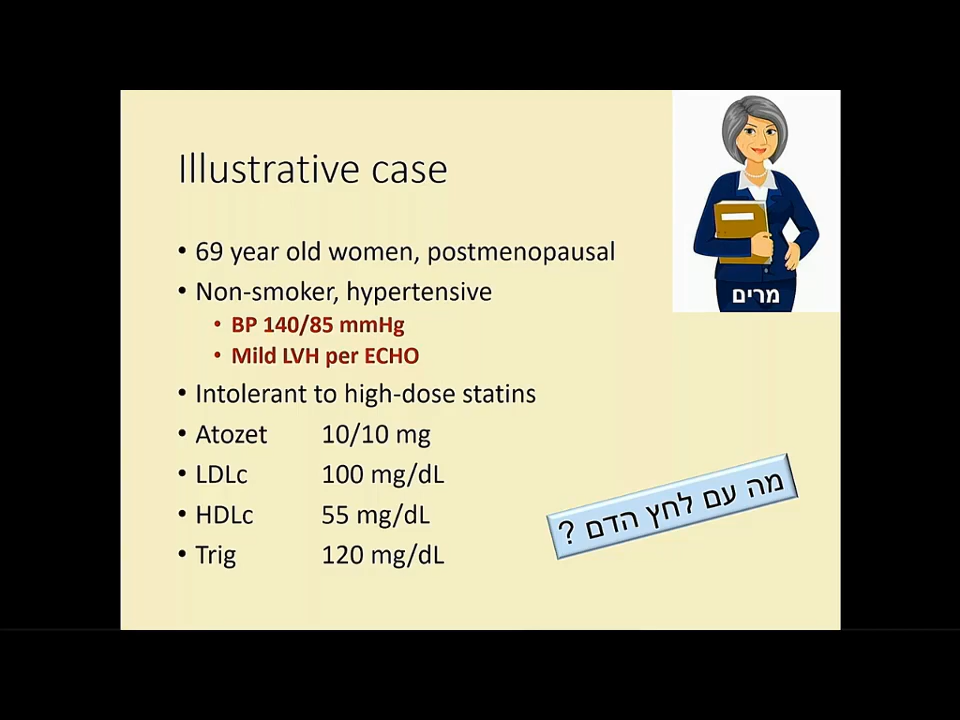 Illustrative case
מרים
• 69 year old women, postmenopausal
• Non-smoker, hypertensive
• BP 140/85 mmHg
• Mild LVH per ECHO
• Intolerant to high-dose statins
• Atozet 10/10 mg
• LDLc 100 mg/dL
• HDLc 55 mg/dL
• Trig 120 mg/dL
מה עם לחץ הדם ?